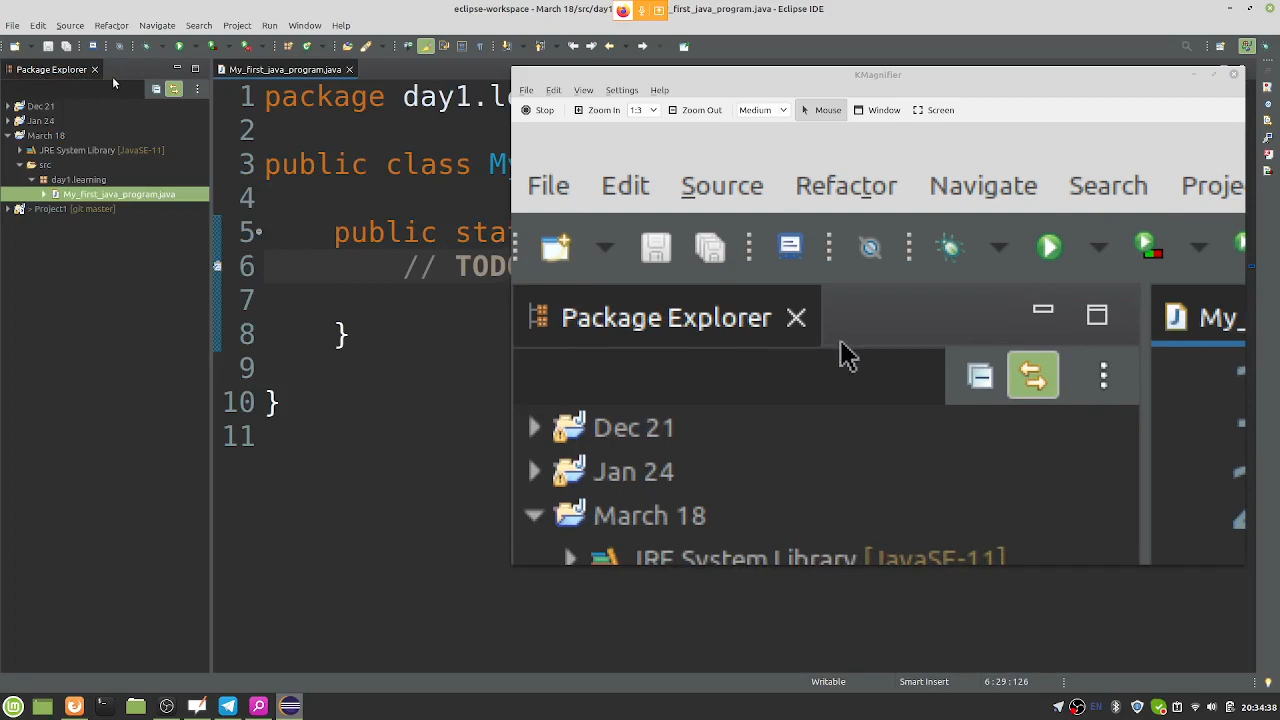 eclipse-workspace - March 18/src/day1
_first_java_program.java - Eclipse IDE
File Edit Source Refactor Navigate Search Project Run Window Help
Package Explorer
My_first_java_program.java
Dec 21
Jan 24
March 18
JRE System Library [JavaSE-11]
src
day1.learning
My_first_java_program.java
> Project1 [git master]
1 package day1.l
2
3 public class M
4
5 public sta
6 // TODO
7
8 }
9
10 }
11
KMagnifier
File Edit View Settings Help
Stop Zoom In 1:3 Zoom Out Medium Mouse Window Screen
File Edit Source Refactor Navigate Search Proje
Package Explorer
My_
Dec 21
Jan 24
March 18
JRE System Library [JavaSE-11]
Writable Smart Insert 6 : 29 : 126
EN 20:34:38